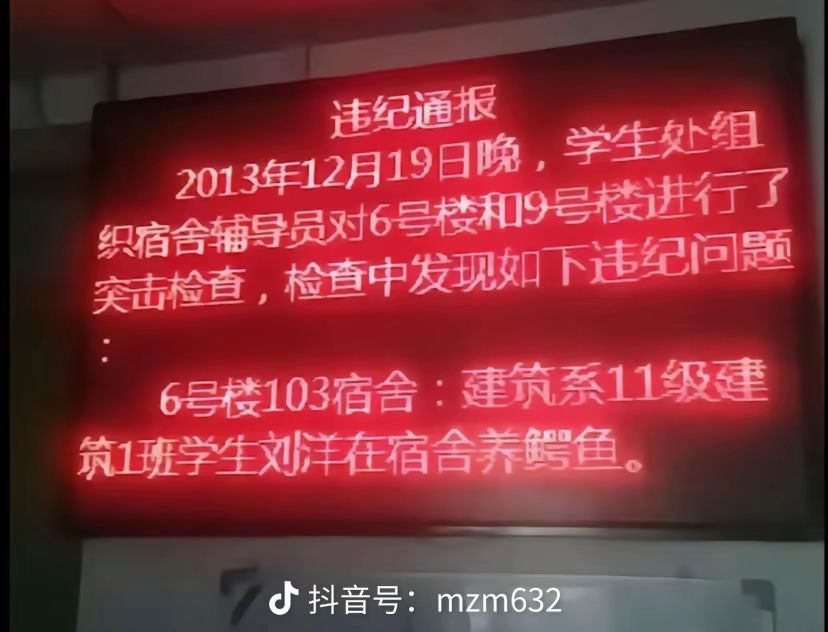 违纪通报
2013年12月19日晚，学生处组
织宿舍辅导员对6号楼和9号楼进行了
突击检查，检查中发现如下违纪问题
：
6号楼103宿舍：建筑系11级建
筑1班学生刘洋在宿舍养鳄鱼。
抖音号：mzm632